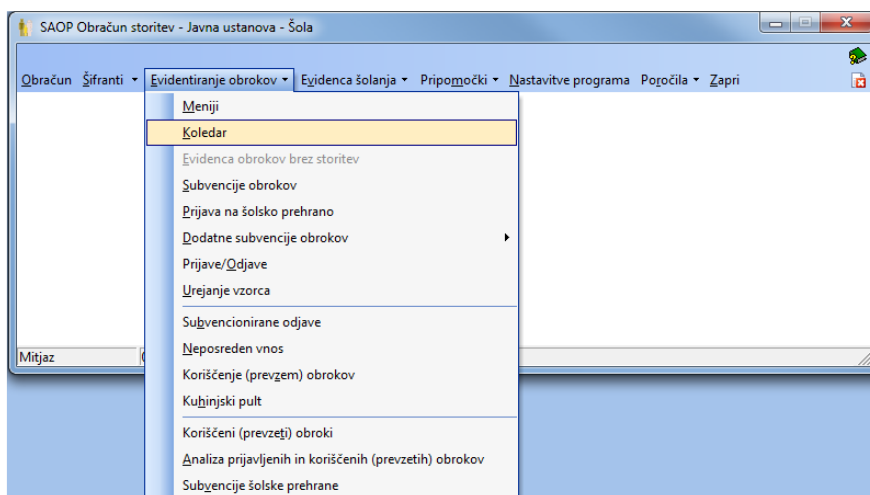 SAOP Obračun storitev - Javna ustanova - Šola
Obračun Šifranti Evidentiranje obrokov Evidenca šolanja Pripomočki Nastavitve programa Poročila Zapri
Meniji
Koledar
Evidenca obrokov brez storitev
Subvencije obrokov
Prijava na šolsko prehrano
Dodatne subvencije obrokov
Prijave/Odjave
Urejanje vzorca
Subvencionirane odjave
Neposreden vnos
Koriščenje (prevzem) obrokov
Kuhinjski pult
Koriščeni (prevzeti) obroki
Analiza prijavljenih in koriščenih (prevzetih) obrokov
Subvencije šolske prehrane
Mitjaz